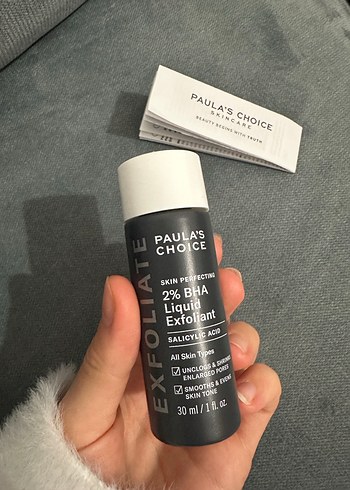 PAULA'S CHOICE
SKINCARE
BEAUTY BEGINS WITH TRUTH
EXFOLIATE
PAULA'S
CHOICE
SKIN PERFECTING
2% BHA
Liquid
Exfoliant
SALICYLIC ACID
All Skin Types
UNCLOGS & SHRINKS
ENLARGED PORES
SMOOTHS & EVENS
SKIN TONE
30 ml / 1 fl. oz.